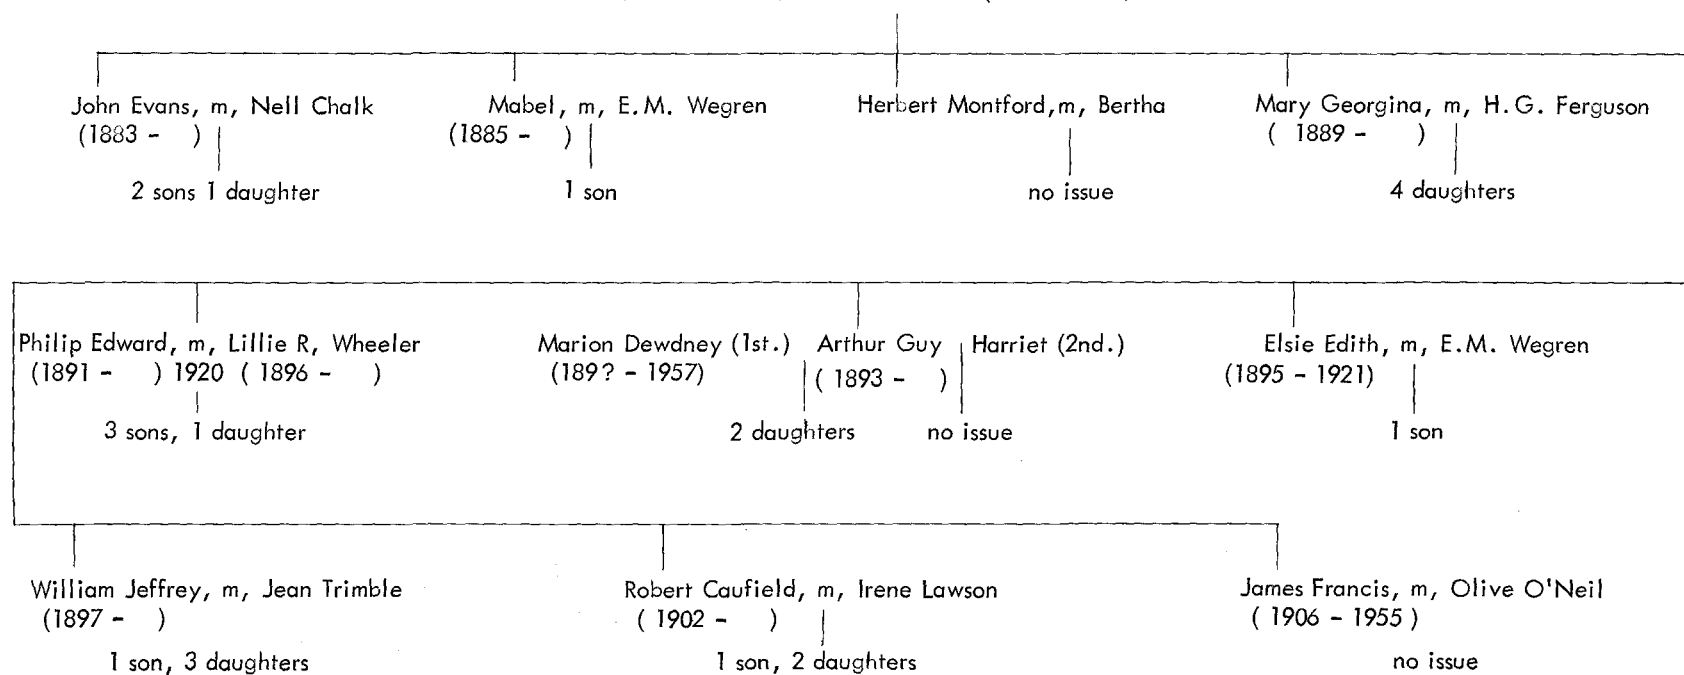 John Evans, m, Nell Chalk Mabel, m, E.M. Wegren Herbert Montford,m, Bertha Mary Georgina, m, H.G. Ferguson
(1883 - ) (1885 - ) ( 1889 - )
2 sons 1 daughter 1 son no issue 4 daughters
Philip Edward, m, Lillie R, Wheeler Marion Dewdney (1st.) Arthur Guy Harriet (2nd.) Elsie Edith, m, E.M. Wegren
(1891 - ) 1920 ( 1896 - ) (189? - 1957) ( 1893 - ) (1895 - 1921)
3 sons, 1 daughter 2 daughters no issue 1 son
William Jeffrey, m, Jean Trimble Robert Caufield, m, Irene Lawson James Francis, m, Olive O'Neil
(1897 - ) ( 1902 - ) ( 1906 - 1955 )
1 son, 3 daughters 1 son, 2 daughters no issue